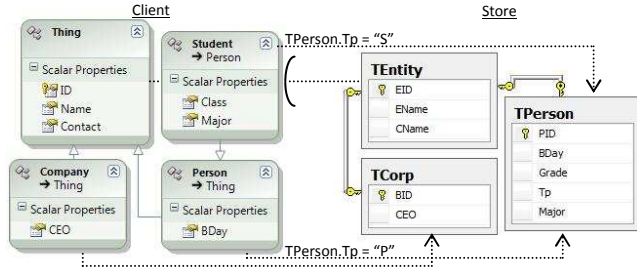 Client
Store
Thing
Scalar Properties
ID
Name
Contact
Student
→ Person
Scalar Properties
Class
Major
TPerson.Tp = “S”
Company
→ Thing
Scalar Properties
CEO
Person
→ Thing
Scalar Properties
BDay
TPerson.Tp = “P”
TEntity
EID
EName
CName
TCorp
BID
CEO
TPerson
PID
BDay
Grade
Tp
Major